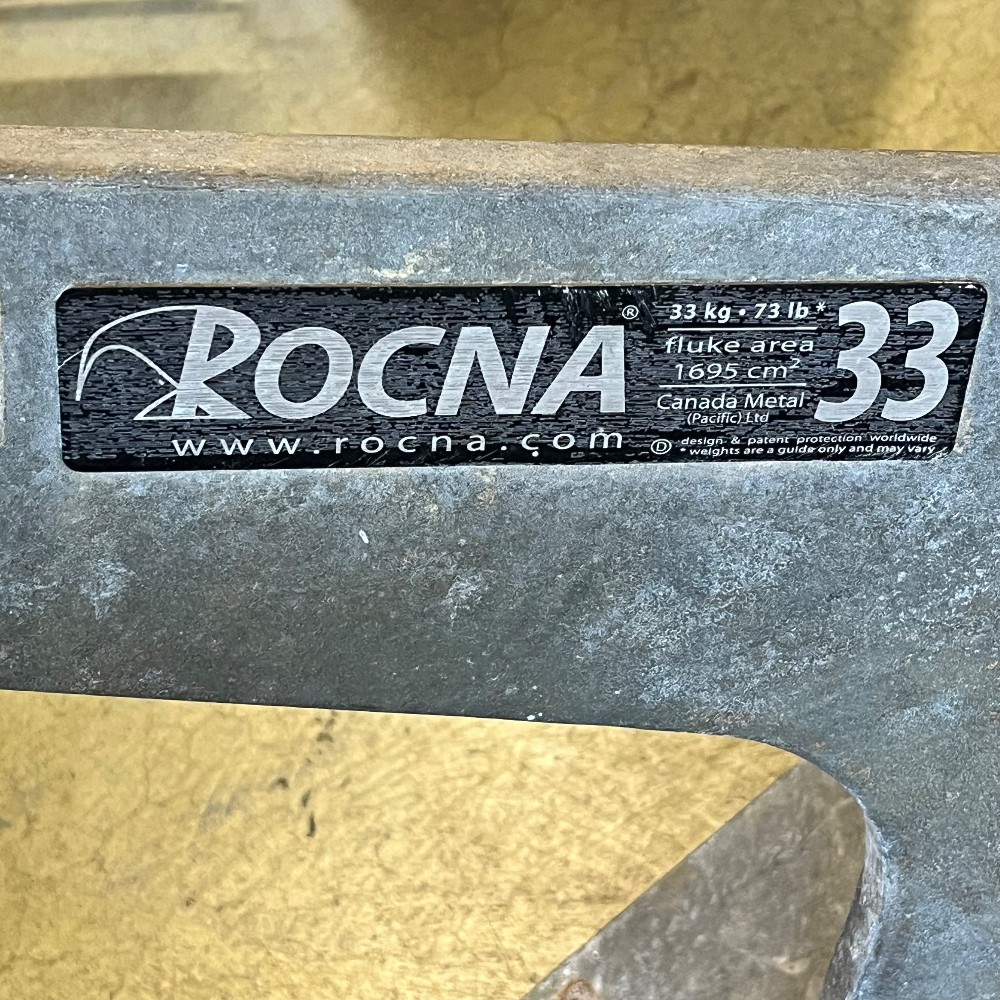 ROCNA®
www.rocna.com
33 kg • 73 lb *
fluke area
1695 cm²
Canada Metal
(Pacific) Ltd
33
Ⓓ design & patent protection worldwide
* weights are a guide only and may vary